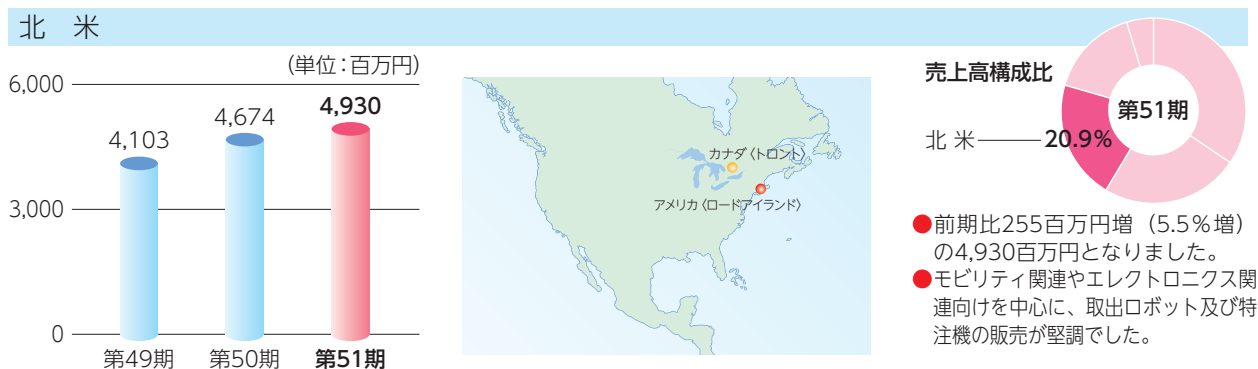 北 米
(単位:百万円)
6,000
3,000
0
4,103
4,674
4,930
第49期
第50期
第51期
カナダ〈トロント〉
アメリカ〈ロードアイランド〉
売上高構成比
第51期
北 米
20.9%
●前期比255百万円増(5.5%増)
の4,930百万円となりました。
●モビリティ関連やエレクトロニクス関
連向けを中心に、取出ロボット及び特
注機の販売が堅調でした。